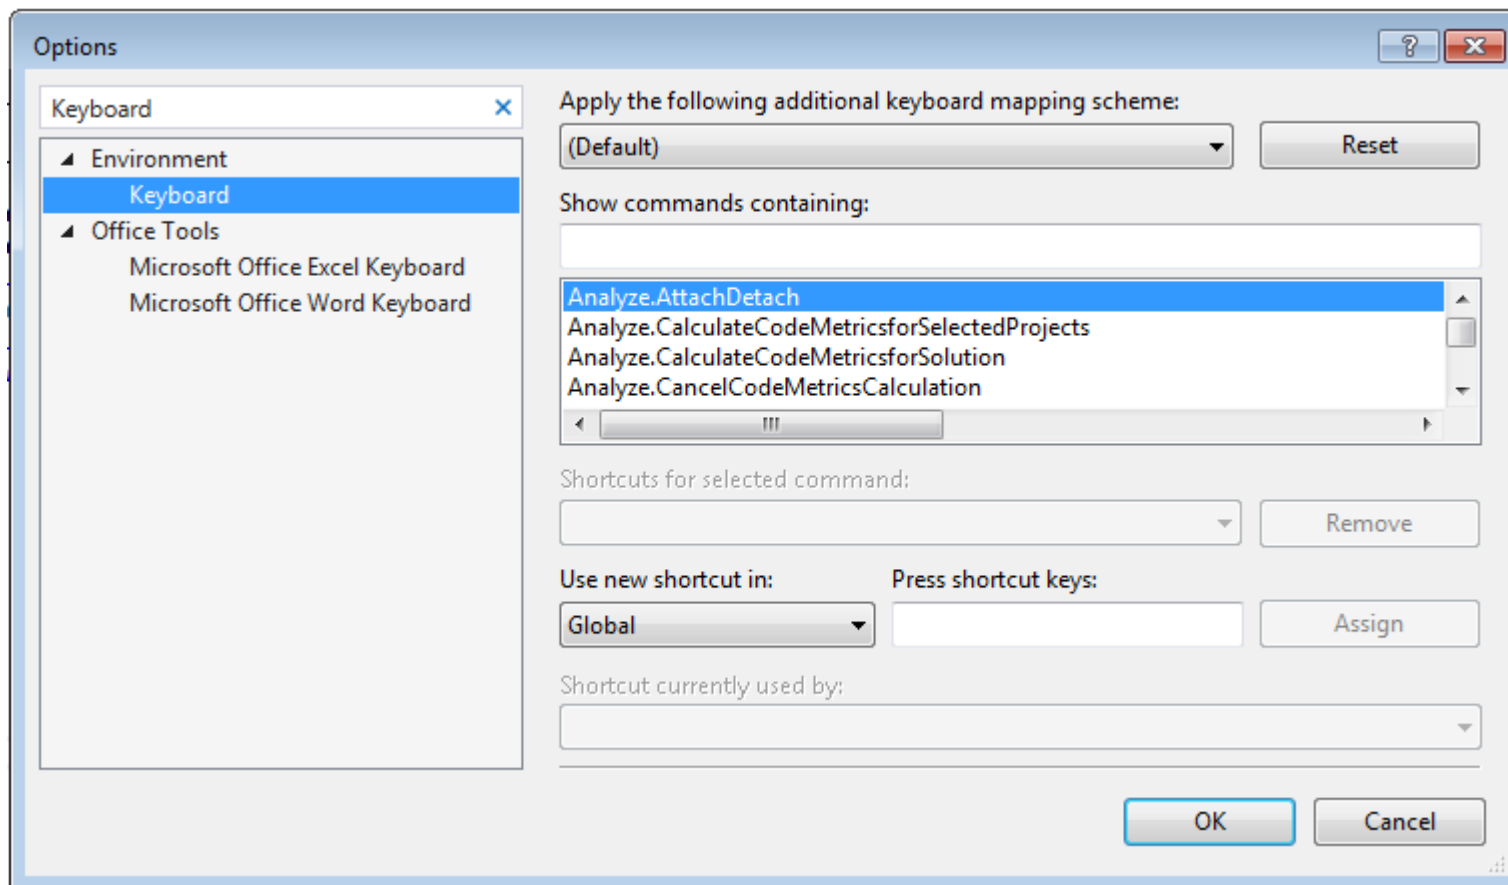 Options
?
Keyboard
Environment
Keyboard
Office Tools
Microsoft Office Excel Keyboard
Microsoft Office Word Keyboard
Apply the following additional keyboard mapping scheme:
(Default)
Reset
Show commands containing:
Analyze.AttachDetach
Analyze.CalculateCodeMetricsforSelectedProjects
Analyze.CalculateCodeMetricsforSolution
Analyze.CancelCodeMetricsCalculation
Shortcuts for selected command:
Remove
Use new shortcut in:
Press shortcut keys:
Global
Assign
Shortcut currently used by:
OK
Cancel